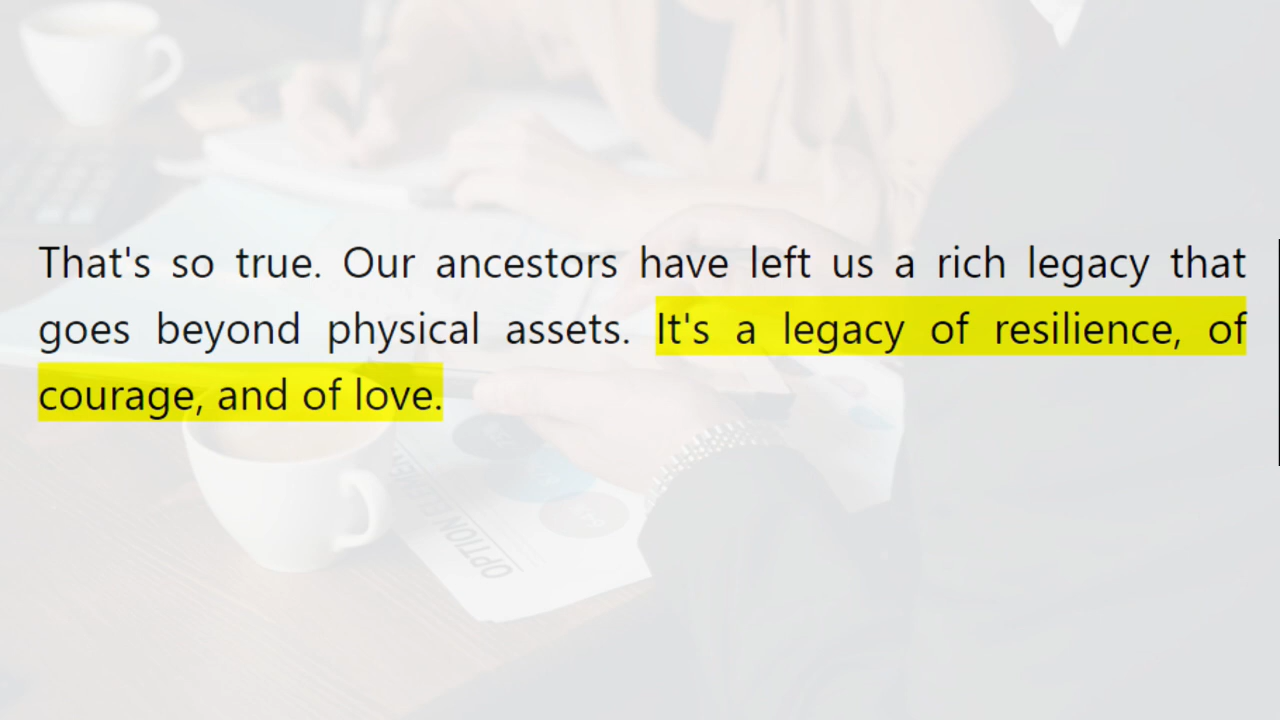 That's so true. Our ancestors have left us a rich legacy that
goes beyond physical assets. It's a legacy of resilience, of
courage, and of love.